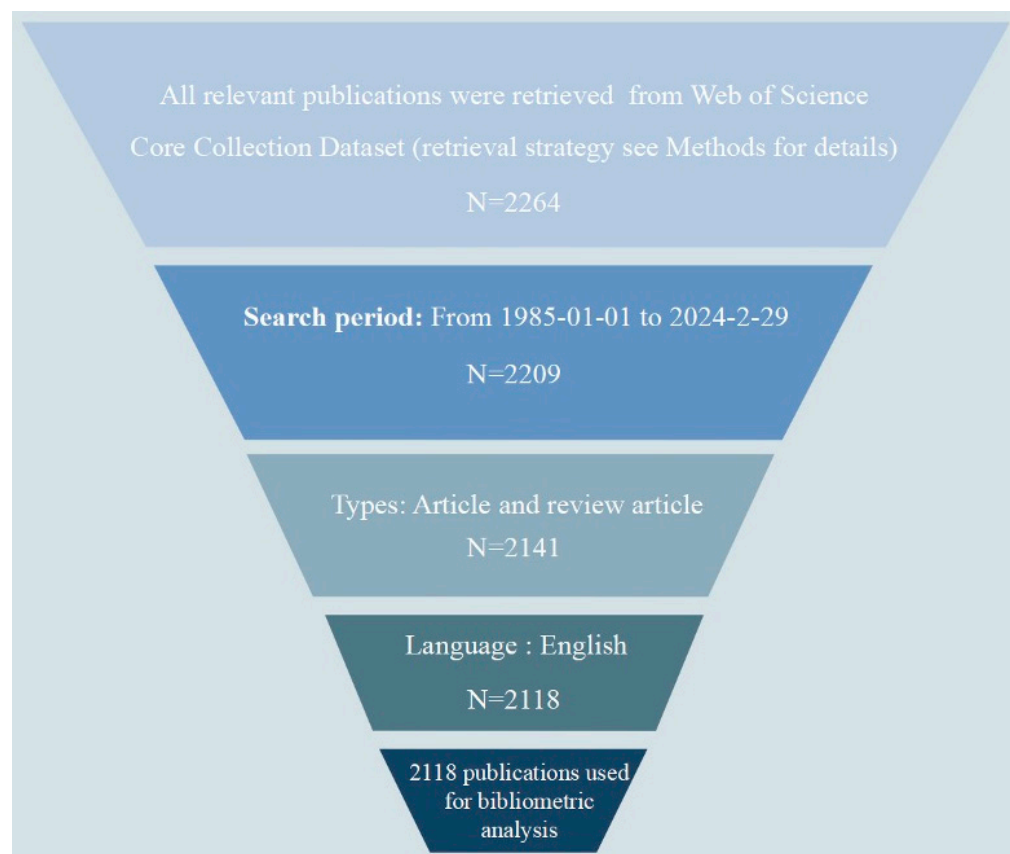 All relevant publications were retrieved from Web of Science
Core Collection Dataset (retrieval strategy see Methods for details)
N=2264
Search period: From 1985-01-01 to 2024-2-29
N=2209
Types: Article and review article
N=2141
Language : English
N=2118
2118 publications used
for bibliometric
analysis